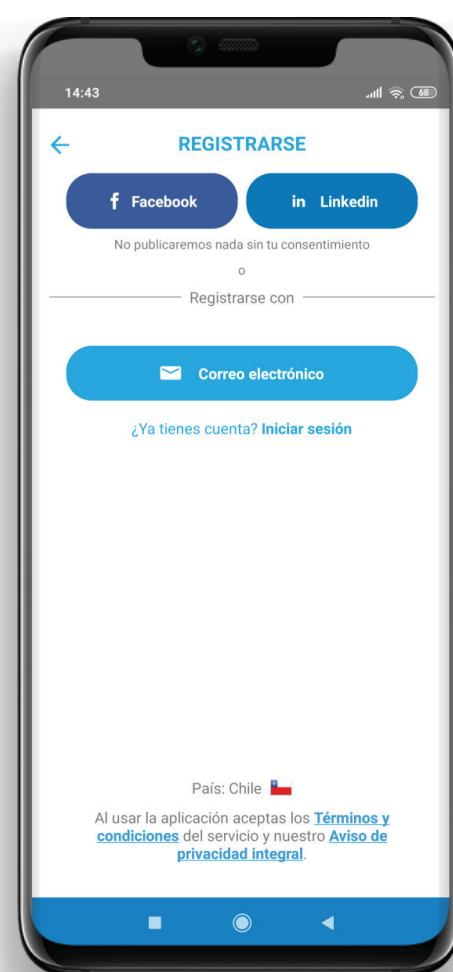 14:43
68
REGISTRARSE
f Facebook
in Linkedin
No publicaremos nada sin tu consentimiento
o
Registrarse con
Correo electrónico
¿Ya tienes cuenta? Iniciar sesión
País: Chile
Al usar la aplicación aceptas los Términos y
condiciones del servicio y nuestro Aviso de
privacidad integral.